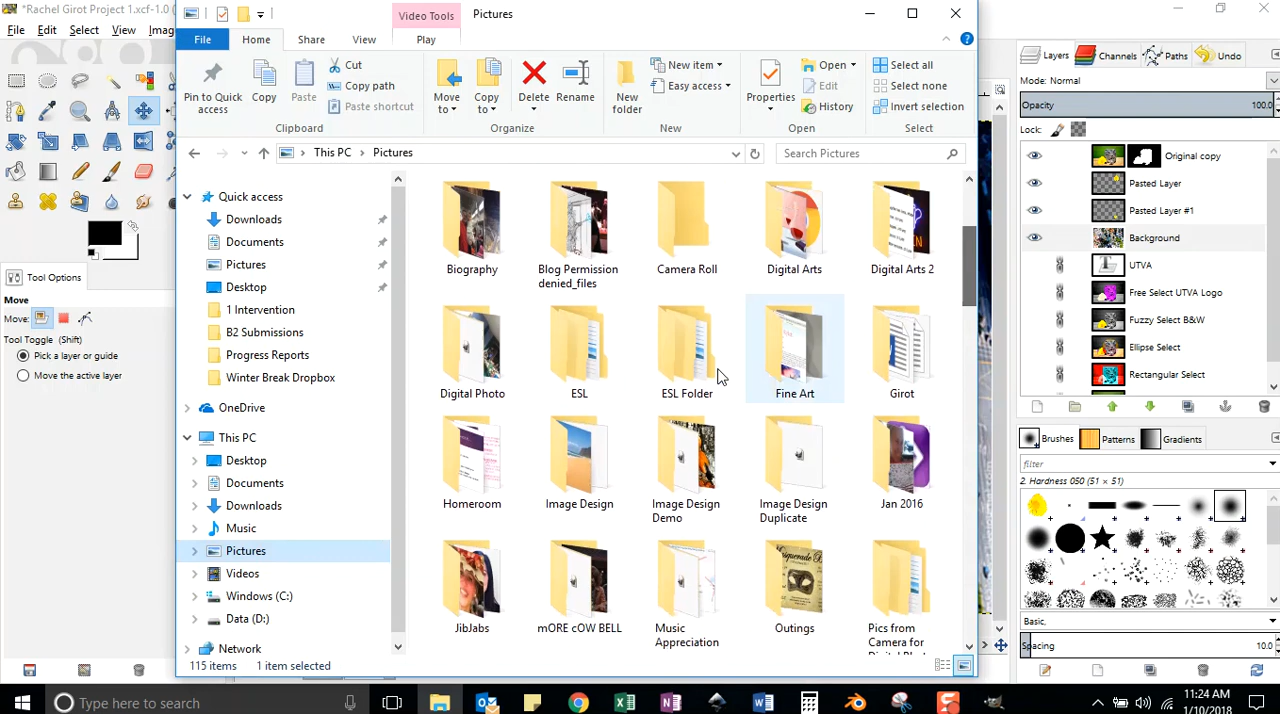 *Rachel Girot Project 1.xcf-1.0 (
Video Tools
Pictures
File Edit Select View Imag
File Home Share View Play
Pin to Quick access
Copy
Paste
Cut
Copy path
Paste shortcut
Clipboard
Move to
Copy to
Delete
Rename
Organize
New folder
New item
Easy access
New
Properties
Open
Edit
History
Open
Select all
Select none
Invert selection
Select
This PC > Pictures
Search Pictures
Quick access
Downloads
Documents
Pictures
Desktop
1 Intervention
B2 Submissions
Progress Reports
Winter Break Dropbox
OneDrive
This PC
Desktop
Documents
Downloads
Music
Pictures
Videos
Windows (C:)
Data (D:)
Network
Biography
Blog Permission denied_files
Camera Roll
Digital Arts
Digital Arts 2
Digital Photo
ESL
ESL Folder
Fine Art
Girot
Homeroom
Image Design
Image Design Demo
Image Design Duplicate
Jan 2016
JibJabs
mORE cOW BELL
Music Appreciation
Outings
Pics from Camera for
115 items 1 item selected
Tool Options
Move
Move:
Tool Toggle (Shift)
Pick a layer or guide
Move the active layer
Layers Channels Paths Undo
Mode: Normal
Opacity 100.0
Lock:
Original copy
Pasted Layer
Pasted Layer #1
Background
UTVA
Free Select UTVA Logo
Fuzzy Select B&W
Ellipse Select
Rectangular Select
Brushes Patterns Gradients
filter
2. Hardness 050 (51 × 51)
Basic,
Spacing 10.0
Type here to search
11:24 AM
1/10/2018